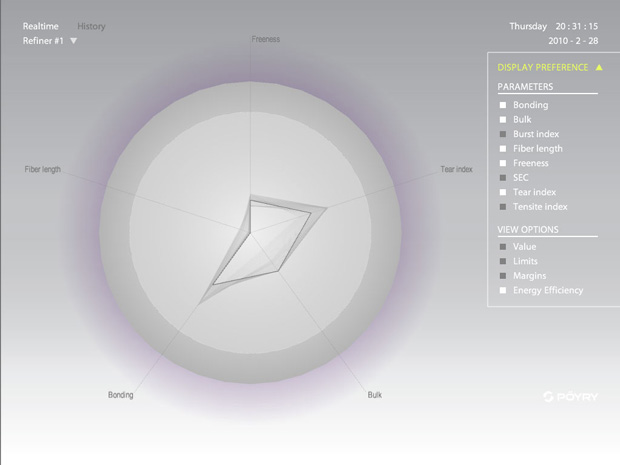 Realtime History
Refiner #1
Thursday 20 : 31 : 15
2010 - 2 - 28
Freeness
Fiber length
Tear index
Bonding
Bulk
DISPLAY PREFERENCE
PARAMETERS
Bonding
Bulk
Burst index
Fiber length
Freeness
SEC
Tear index
Tensite index
VIEW OPTIONS
Value
Limits
Margins
Energy Efficiency
PÖYRY